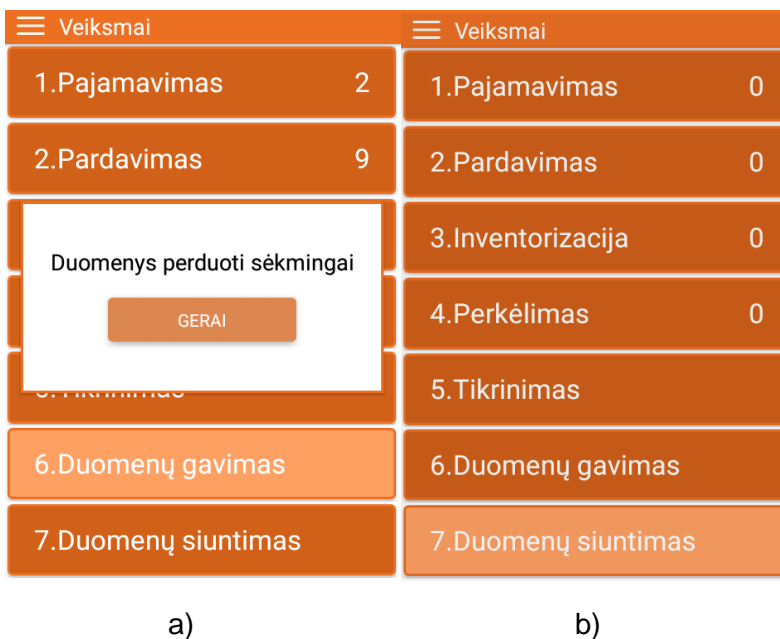 Veiksmai
1.Pajamavimas 2
2.Pardavimas 9
Duomenys perduoti sėkmingai
GERAI
6.Duomenų gavimas
7.Duomenų siuntimas
a)
Veiksmai
1.Pajamavimas 0
2.Pardavimas 0
3.Inventorizacija 0
4.Perkėlimas 0
5.Tikrinimas
6.Duomenų gavimas
7.Duomenų siuntimas
b)